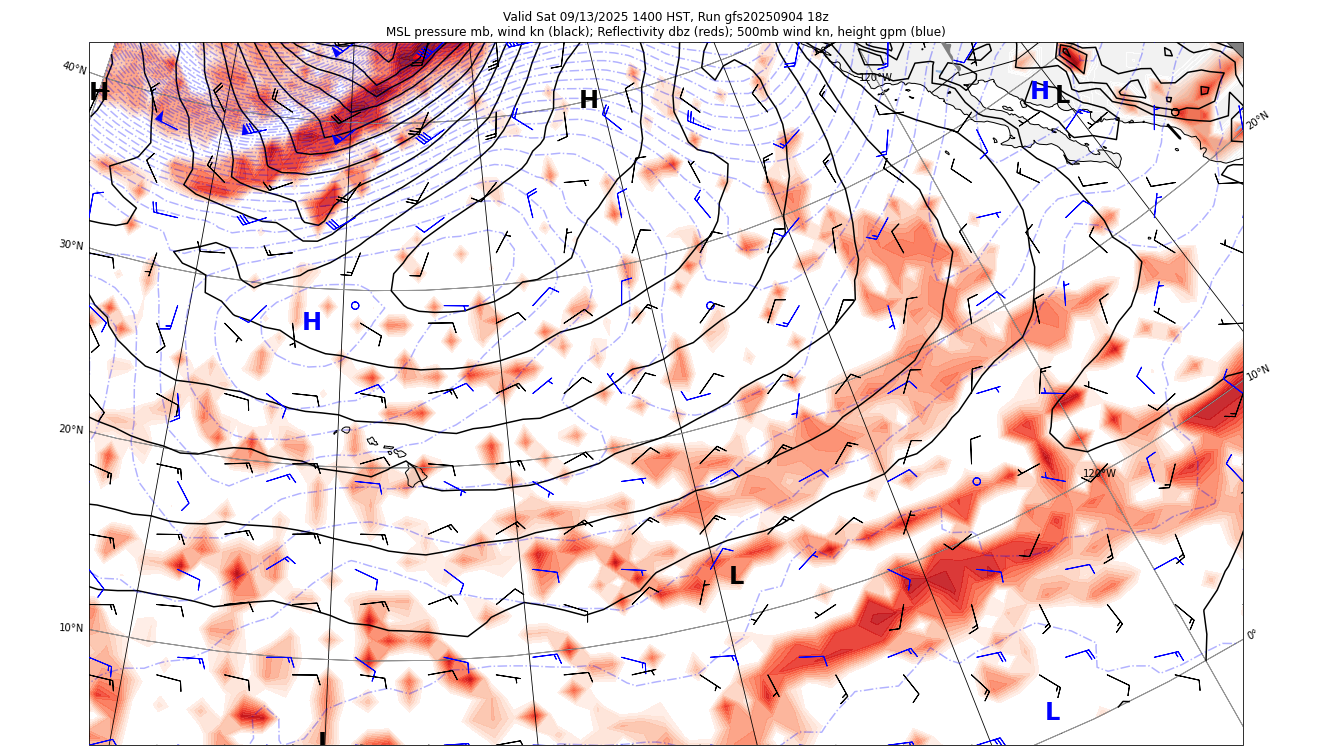 Valid Sat 09/13/2025 1400 HST, Run gfs20250904 18z
MSL pressure mb, wind kn (black); Reflectivity dbz (reds); 500mb wind kn, height gpm (blue)
40°N
120°W
H
H
H
L
20°N
30°N
H
10°N
20°N
120°W
L
10°N
0°
L
L